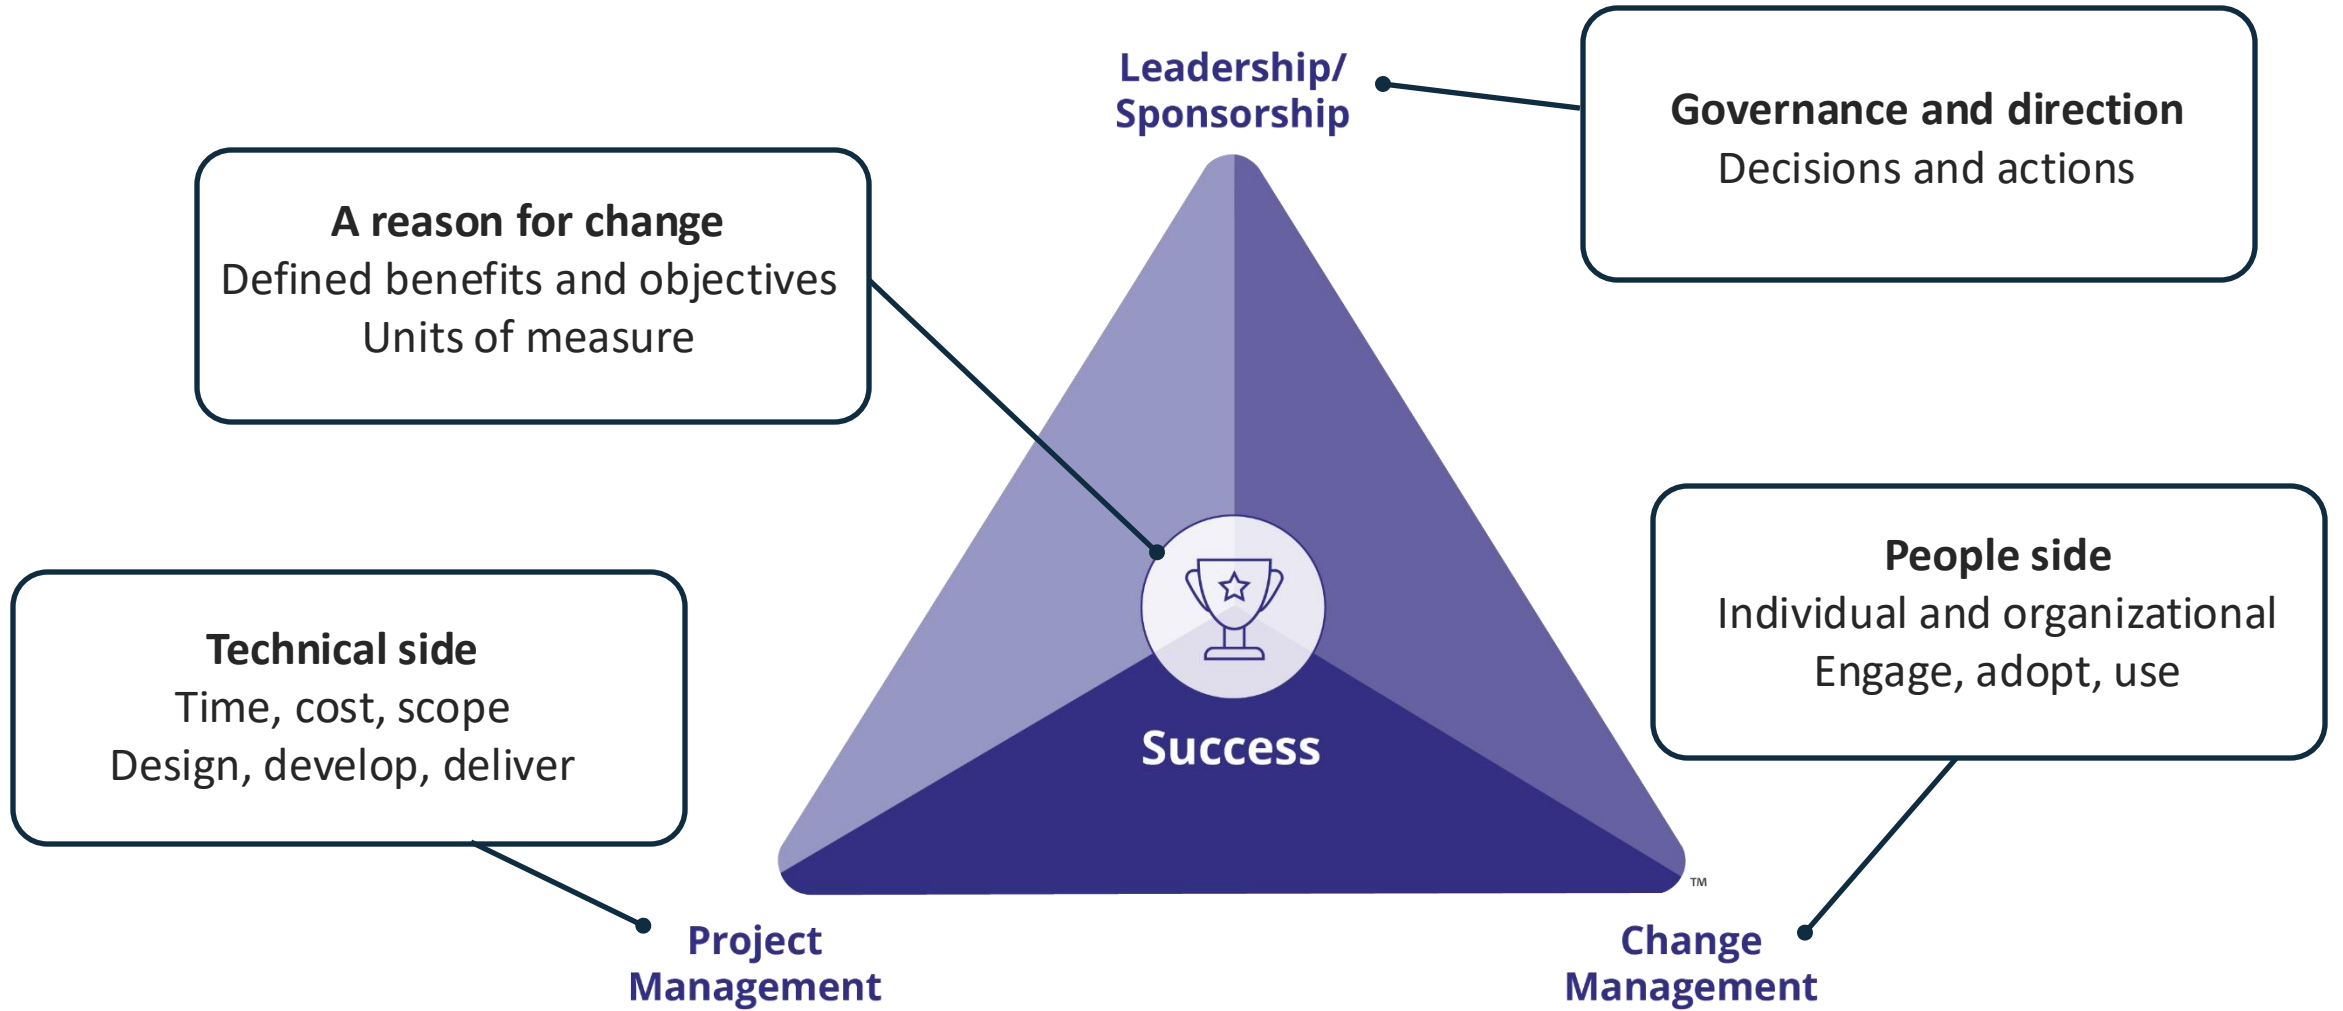 Leadership/
Sponsorship
Governance and direction
Decisions and actions
A reason for change
Defined benefits and objectives
Units of measure
People side
Individual and organizational
Engage, adopt, use
Technical side
Time, cost, scope
Design, develop, deliver
Success
TM
Project
Management
Change
Management